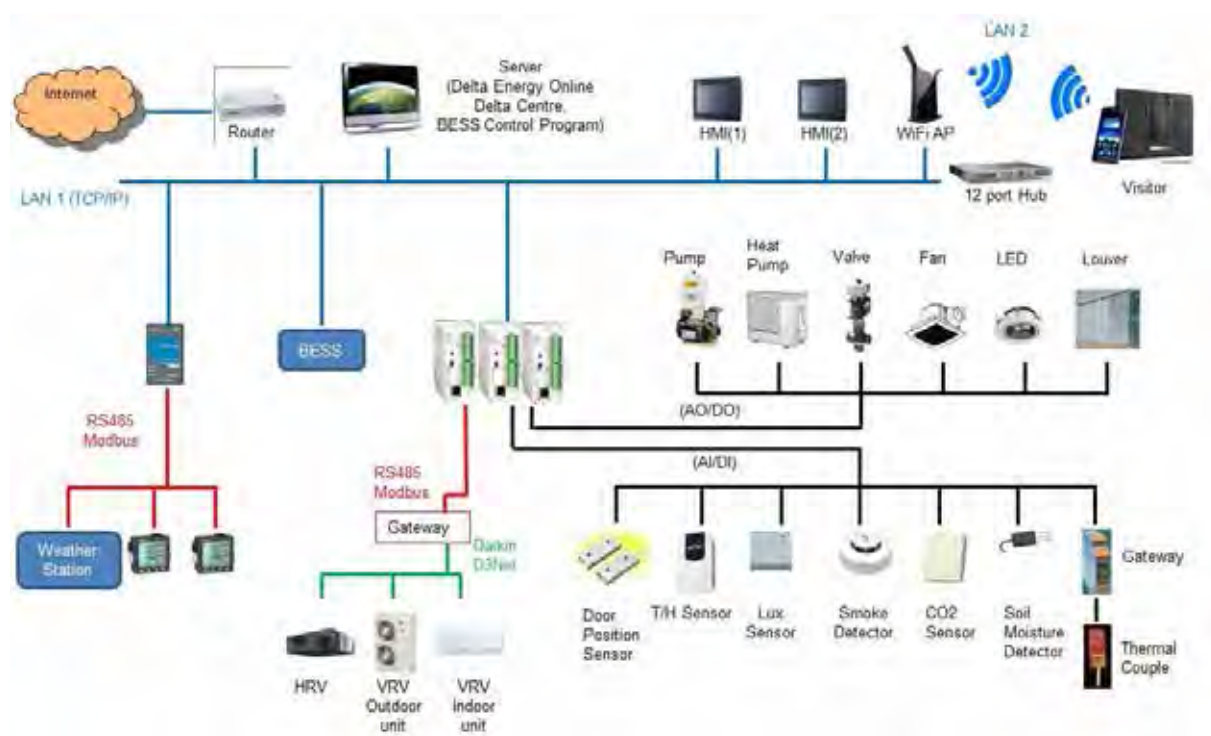 LAN 2
Internet
Router
Server
(Delta Energy Online
Delta Centre,
BESS Control Program)
HMI(1)
HMI(2)
WiFi AP
12 port Hub
Visitor
LAN 1 (TCP/IP)
Pump
Heat
Pump
Valve
Fan
LED
Louver
BESS
(AO/DO)
RS485
Modbus
(AI/DI)
RS485
Modbus
Gateway
Daikin
D3Net
Weather
Station
Gateway
Door
Position
Sensor
T/H Sensor
Lux
Sensor
Smoke
Detector
CO2
Sensor
Soil
Moisture
Detector
Thermal
Couple
HRV
VRV
Outdoor
unit
VRV
Indoor
unit